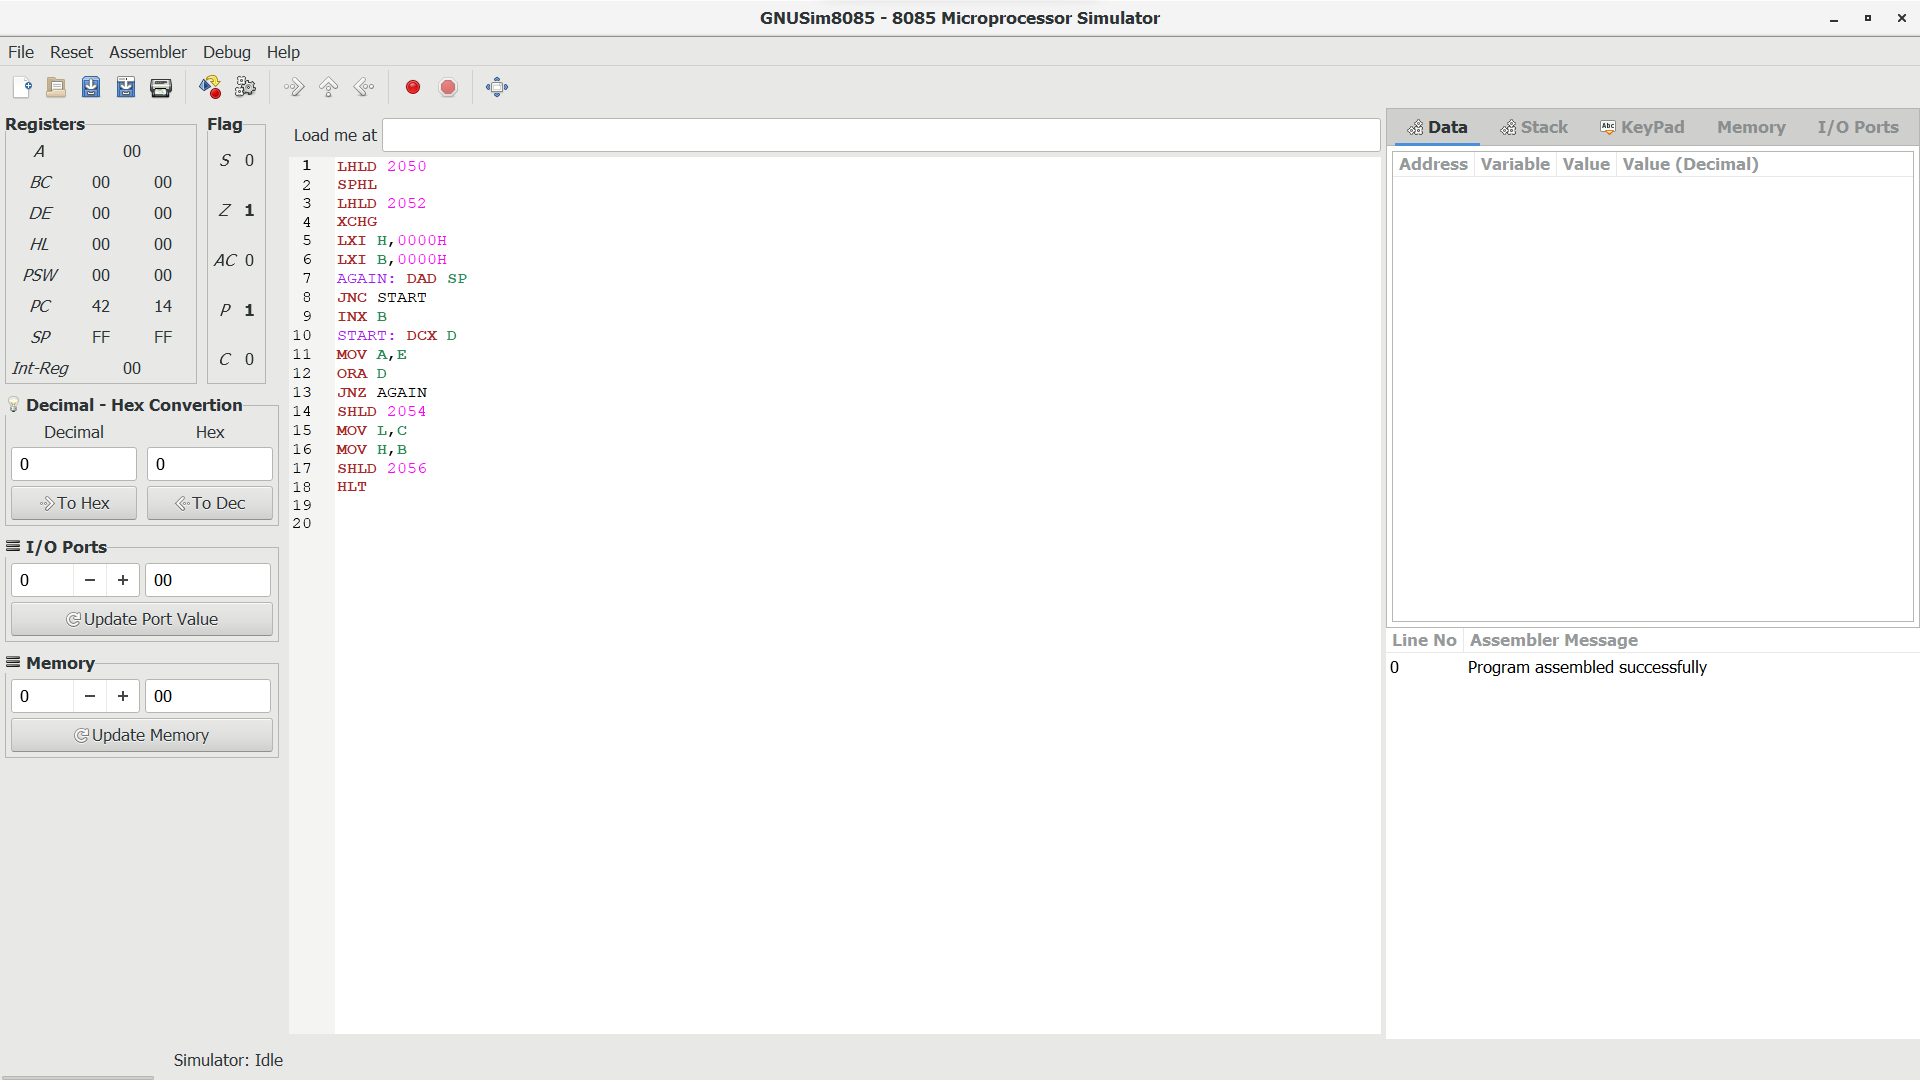 GNUSim8085 - 8085 Microprocessor Simulator
File Reset Assembler Debug Help
Registers
A 00
BC 00 00
DE 00 00
HL 00 00
PSW 00 00
PC 42 14
SP FF FF
Int-Reg 00
Flag
S 0
Z 1
AC 0
P 1
C 0
Decimal - Hex Convertion
Decimal Hex
0 0
To Hex To Dec
I/O Ports
0 − + 00
Update Port Value
Memory
0 − + 00
Update Memory
Load me at
1 LHLD 2050
2 SPHL
3 LHLD 2052
4 XCHG
5 LXI H,0000H
6 LXI B,0000H
7 AGAIN: DAD SP
8 JNC START
9 INX B
10 START: DCX D
11 MOV A,E
12 ORA D
13 JNZ AGAIN
14 SHLD 2054
15 MOV L,C
16 MOV H,B
17 SHLD 2056
18 HLT
19
20
Data Stack Abc KeyPad Memory I/O Ports
Address Variable Value Value (Decimal)
Line No Assembler Message
0 Program assembled successfully
Simulator: Idle